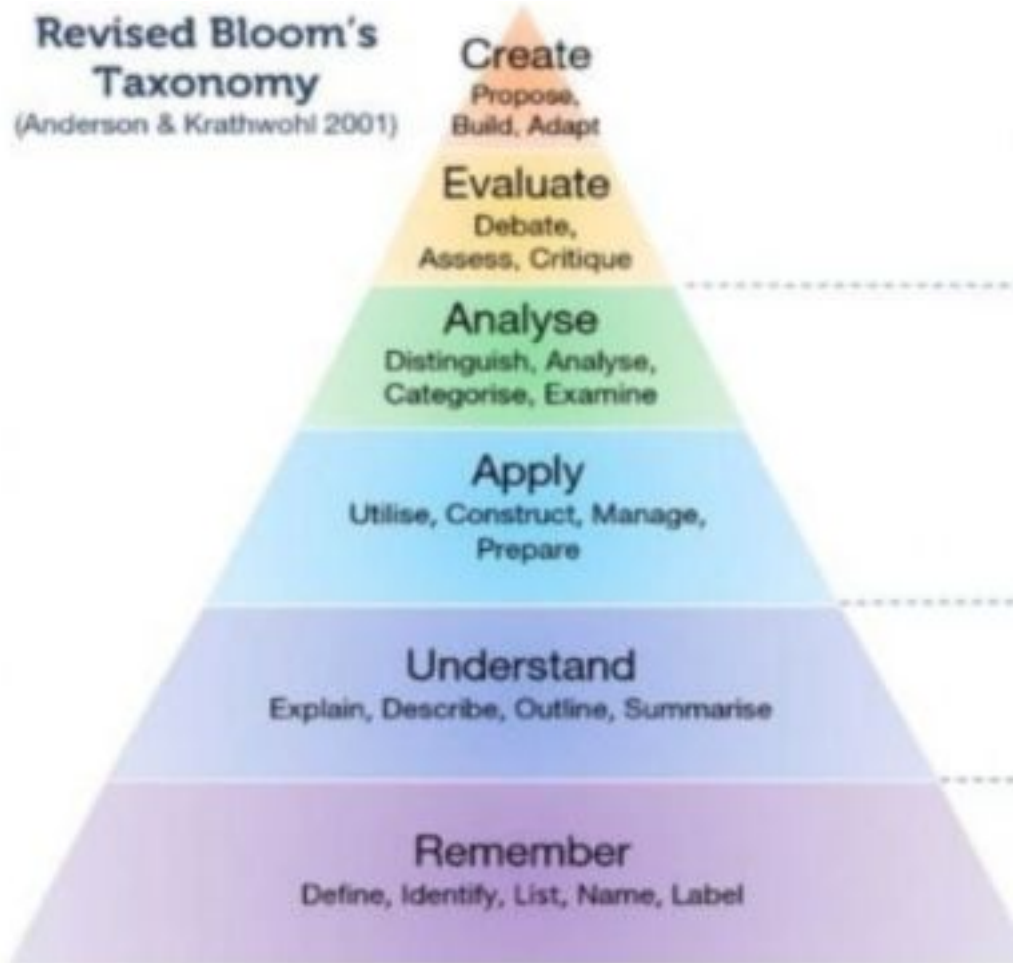 Revised Bloom's
Taxonomy
(Anderson & Krathwohl 2001)
Create
Propose,
Build, Adapt
Evaluate
Debate,
Assess, Critique
Analyse
Distinguish, Analyse,
Categorise, Examine
Apply
Utilise, Construct, Manage,
Prepare
Understand
Explain, Describe, Outline, Summarise
Remember
Define, Identify, List, Name, Label